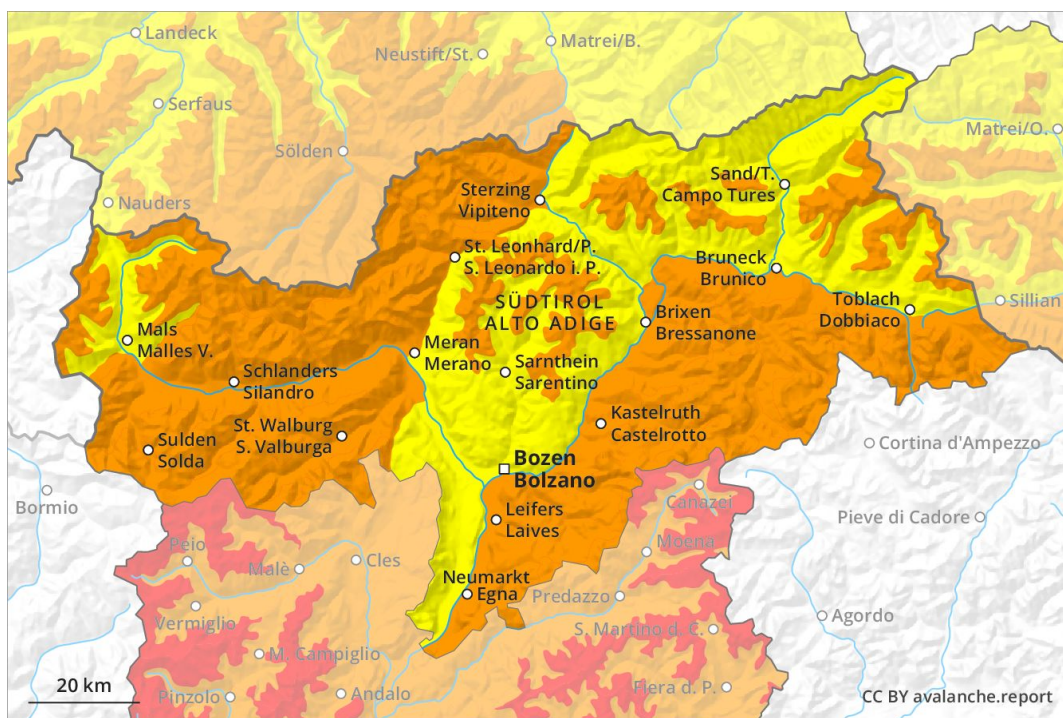 Landeck
Neustift/St.
Matrei/B.
Serfaus
Sölden
Matrei/O.
Nauders
Sterzing
Vipiteno
Sand/T.
Campo Tures
St. Leonhard/P.
S. Leonardo i. P.
Bruneck
Brunico
SÜDTIROL
ALTO ADIGE
Toblach
Dobbiaco
Sillian
Mals
Malles V.
Meran
Merano
Brixen
Bressanone
Schlanders
Silandro
Sarnthein
Sarentino
St. Walburg
S. Valburga
Kastelruth
Castelrotto
Sulden
Solda
Cortina d'Ampezzo
Bozen
Bolzano
Bormio
Canazei
Leifers
Laives
Pieve di Cadore
Peio
Moena
Malè
Cles
Neumarkt
Egna
Predazzo
Vermiglio
Agordo
S. Martino d. C.
M. Campiglio
20 km
Pinzolo
Andalo
Fiera d. P.
CC BY avalanche.report